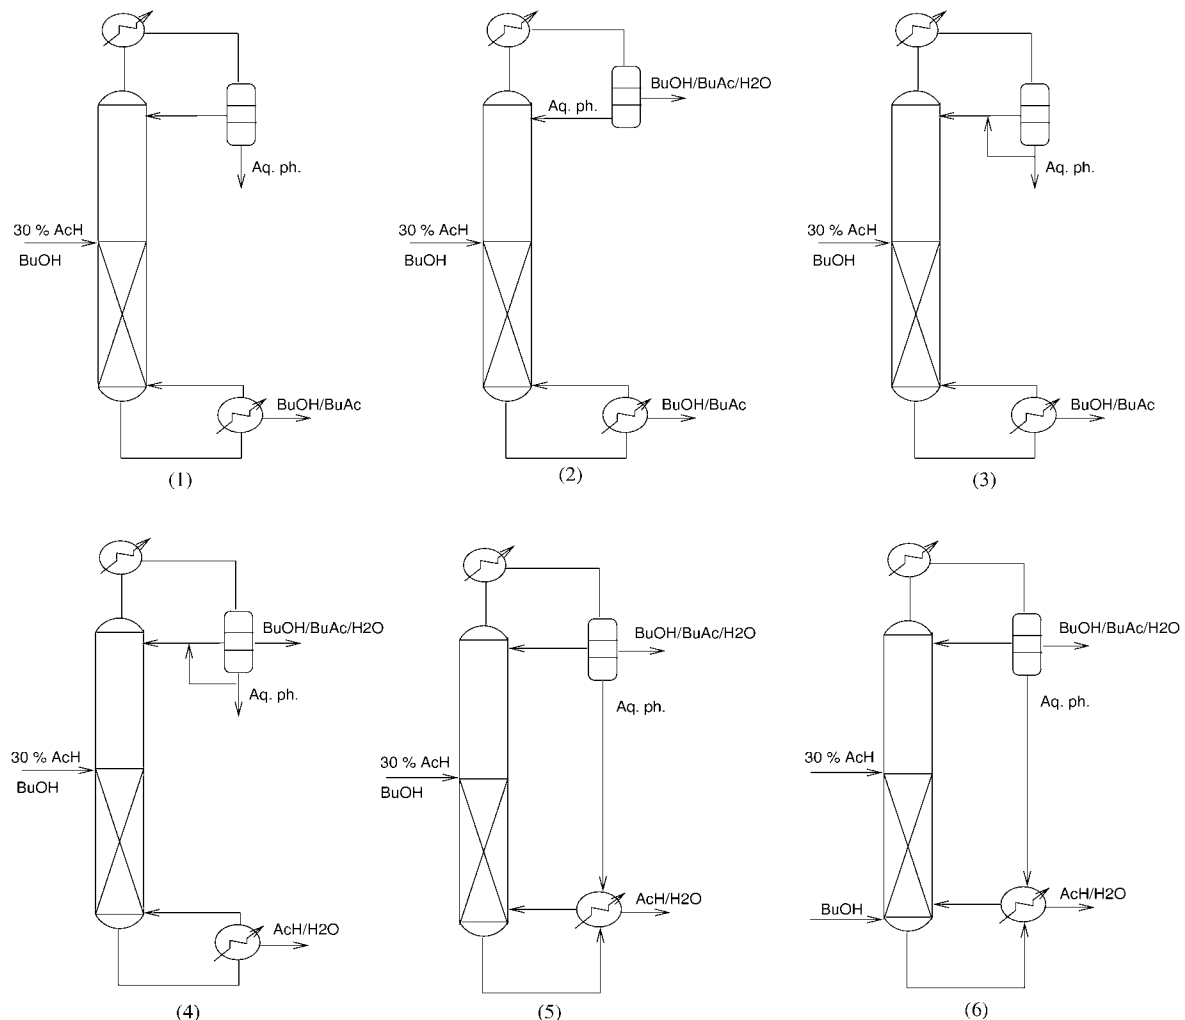 Aq. ph.
30 % AcH
BuOH
BuOH/BuAc
(1)
BuOH/BuAc/H2O
Aq. ph.
30 % AcH
BuOH
BuOH/BuAc
(2)
Aq. ph.
30 % AcH
BuOH
BuOH/BuAc
(3)
BuOH/BuAc/H2O
Aq. ph.
30 % AcH
BuOH
AcH/H2O
(4)
BuOH/BuAc/H2O
Aq. ph.
30 % AcH
BuOH
AcH/H2O
(5)
BuOH/BuAc/H2O
Aq. ph.
30 % AcH
BuOH
AcH/H2O
(6)